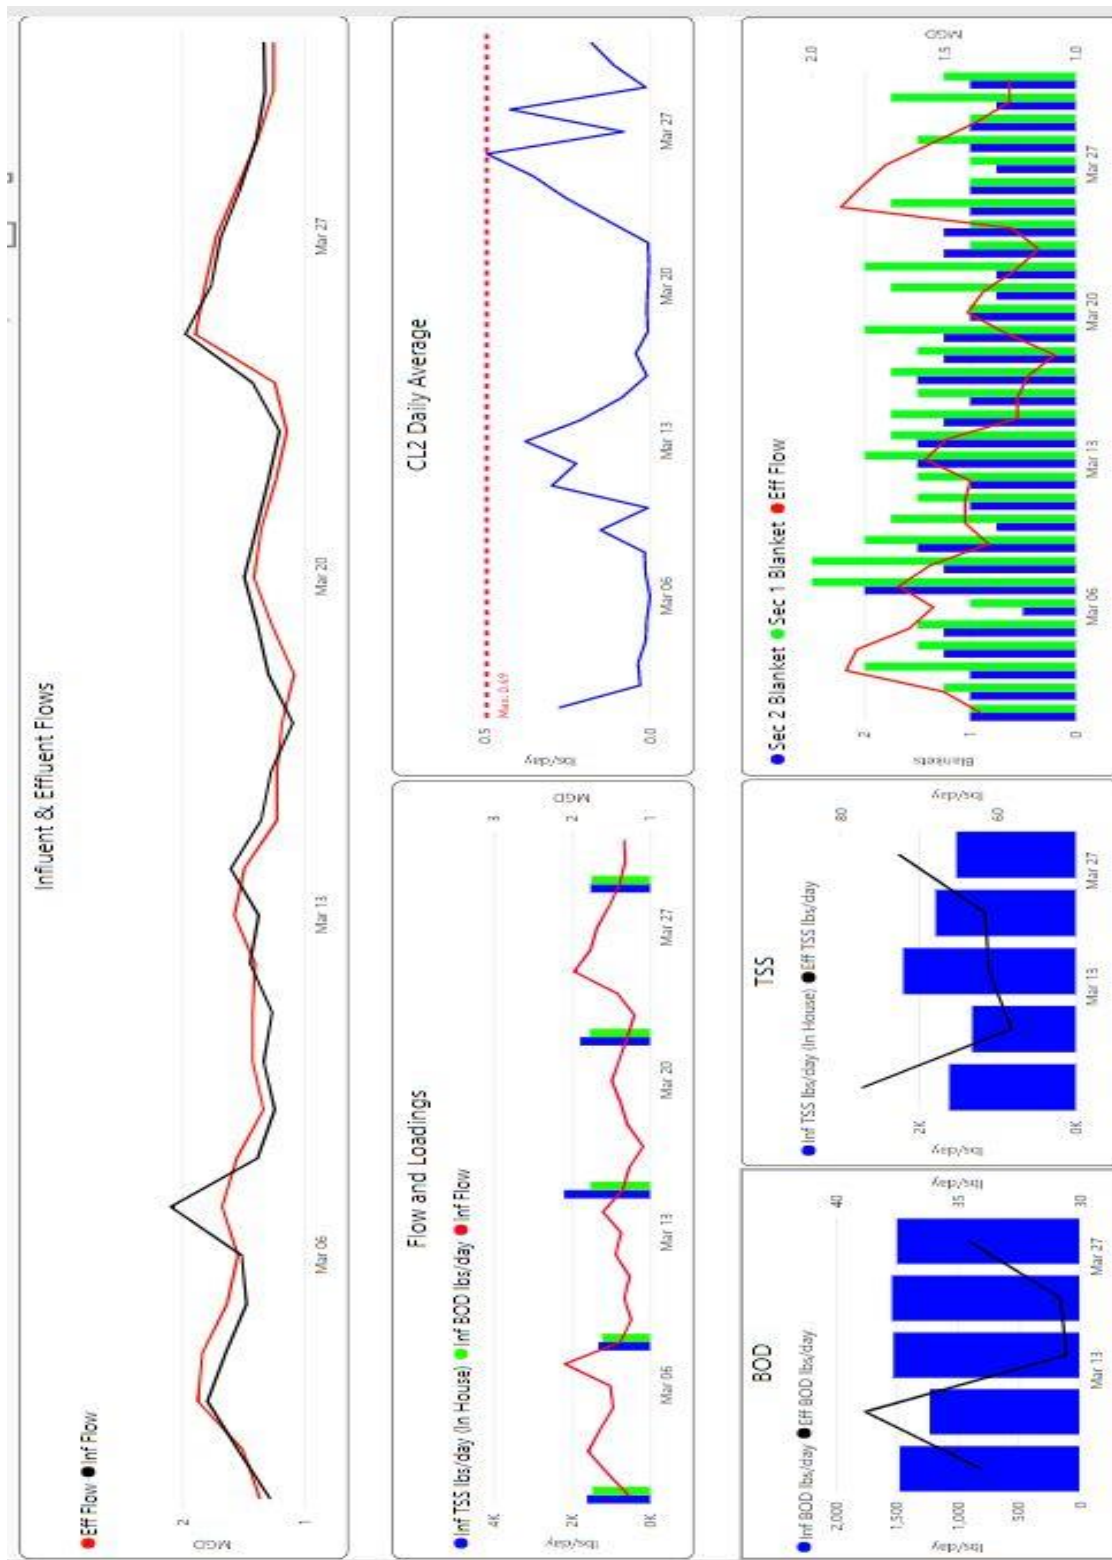 Influent & Effluent Flows
Eff Flow Inf Flow
MGD
2
1
Mar 06
Mar 13
Mar 20
Mar 27
Flow and Loadings
Inf TSS lbs/day (In House) Inf BOD lbs/day Inf Flow
lbs/day
4K
2K
0K
MGD
3
2
1
Mar 06
Mar 13
Mar 20
Mar 27
CL2 Daily Average
lbs/day
0.5
0.0
Max: 0.49
Mar 06
Mar 13
Mar 20
Mar 27
BOD
Inf BOD lbs/day Eff BOD lbs/day
lbs/day
2,000
1,500
1,000
500
0
lbs/day
40
35
30
Mar 13
Mar 27
TSS
Inf TSS lbs/day (In House) Eff TSS lbs/day
lbs/day
2K
0K
lbs/day
80
60
Mar 13
Mar 27
Sec 2 Blanket Sec 1 Blanket Eff Flow
Blankets
2
1
MGD
2.0
1.5
1.0
Mar 06
Mar 13
Mar 20
Mar 27